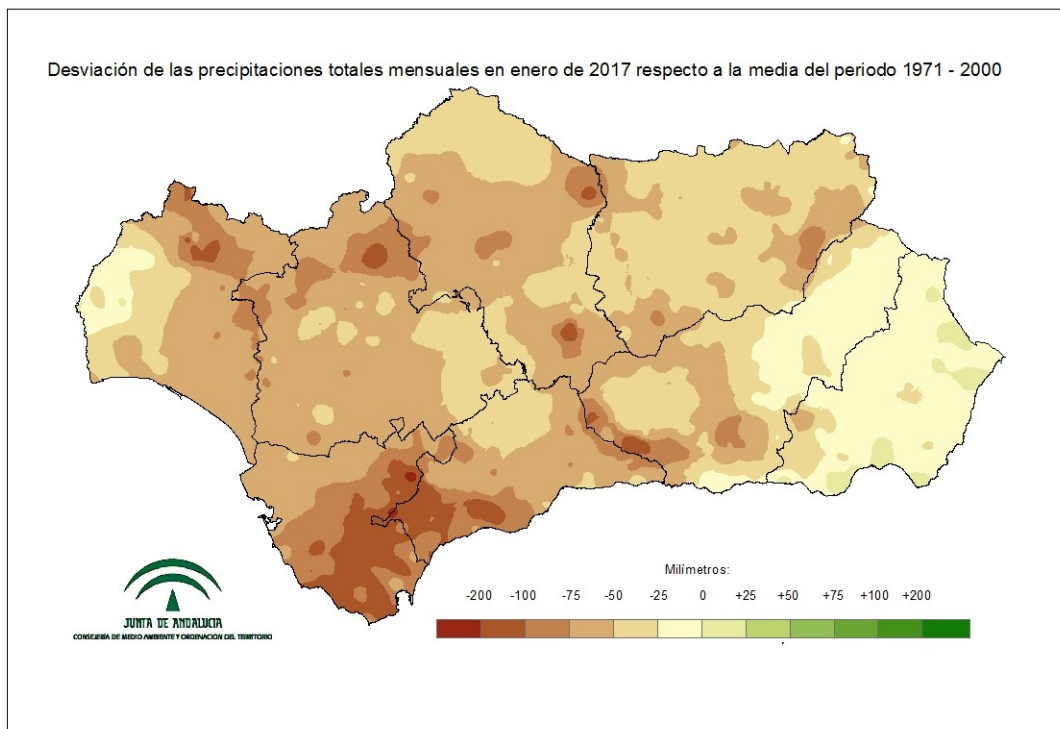 Desviación de las precipitaciones totales mensuales en enero de 2017 respecto a la media del periodo 1971 - 2000
Milímetros:
-200 -100 -75 -50 -25 0 +25 +50 +75 +100 +200
JUNTA DE ANDALUCIA
CONSEJERÍA DE MEDIO AMBIENTE Y ORDENACIÓN DEL TERRITORIO